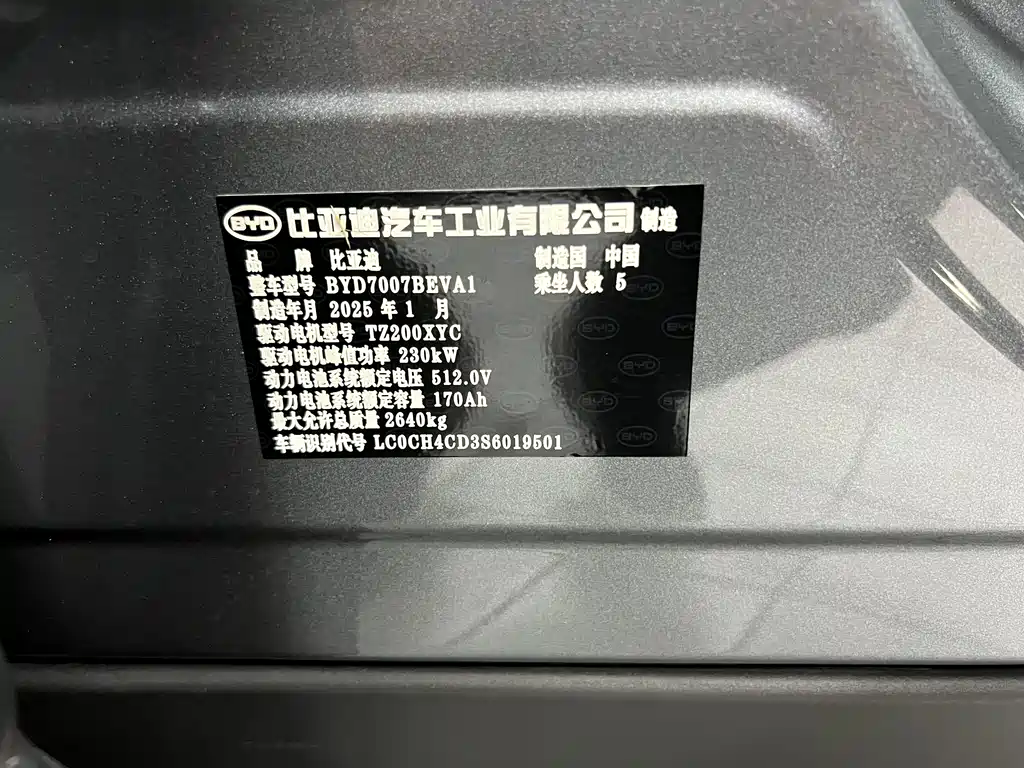 BYD 比亚迪汽车工业有限公司 制造
品 牌 比亚迪 制造国 中国
整车型号 BYD7007BEVA1 乘坐人数 5
制造年月 2025 年 1 月
驱动电机型号 TZ200XYC
驱动电机峰值功率 230kW
动力电池系统额定电压 512.0V
动力电池系统额定容量 170Ah
最大允许总质量 2640kg
车辆识别代号 LC0CH4CD3S6019501